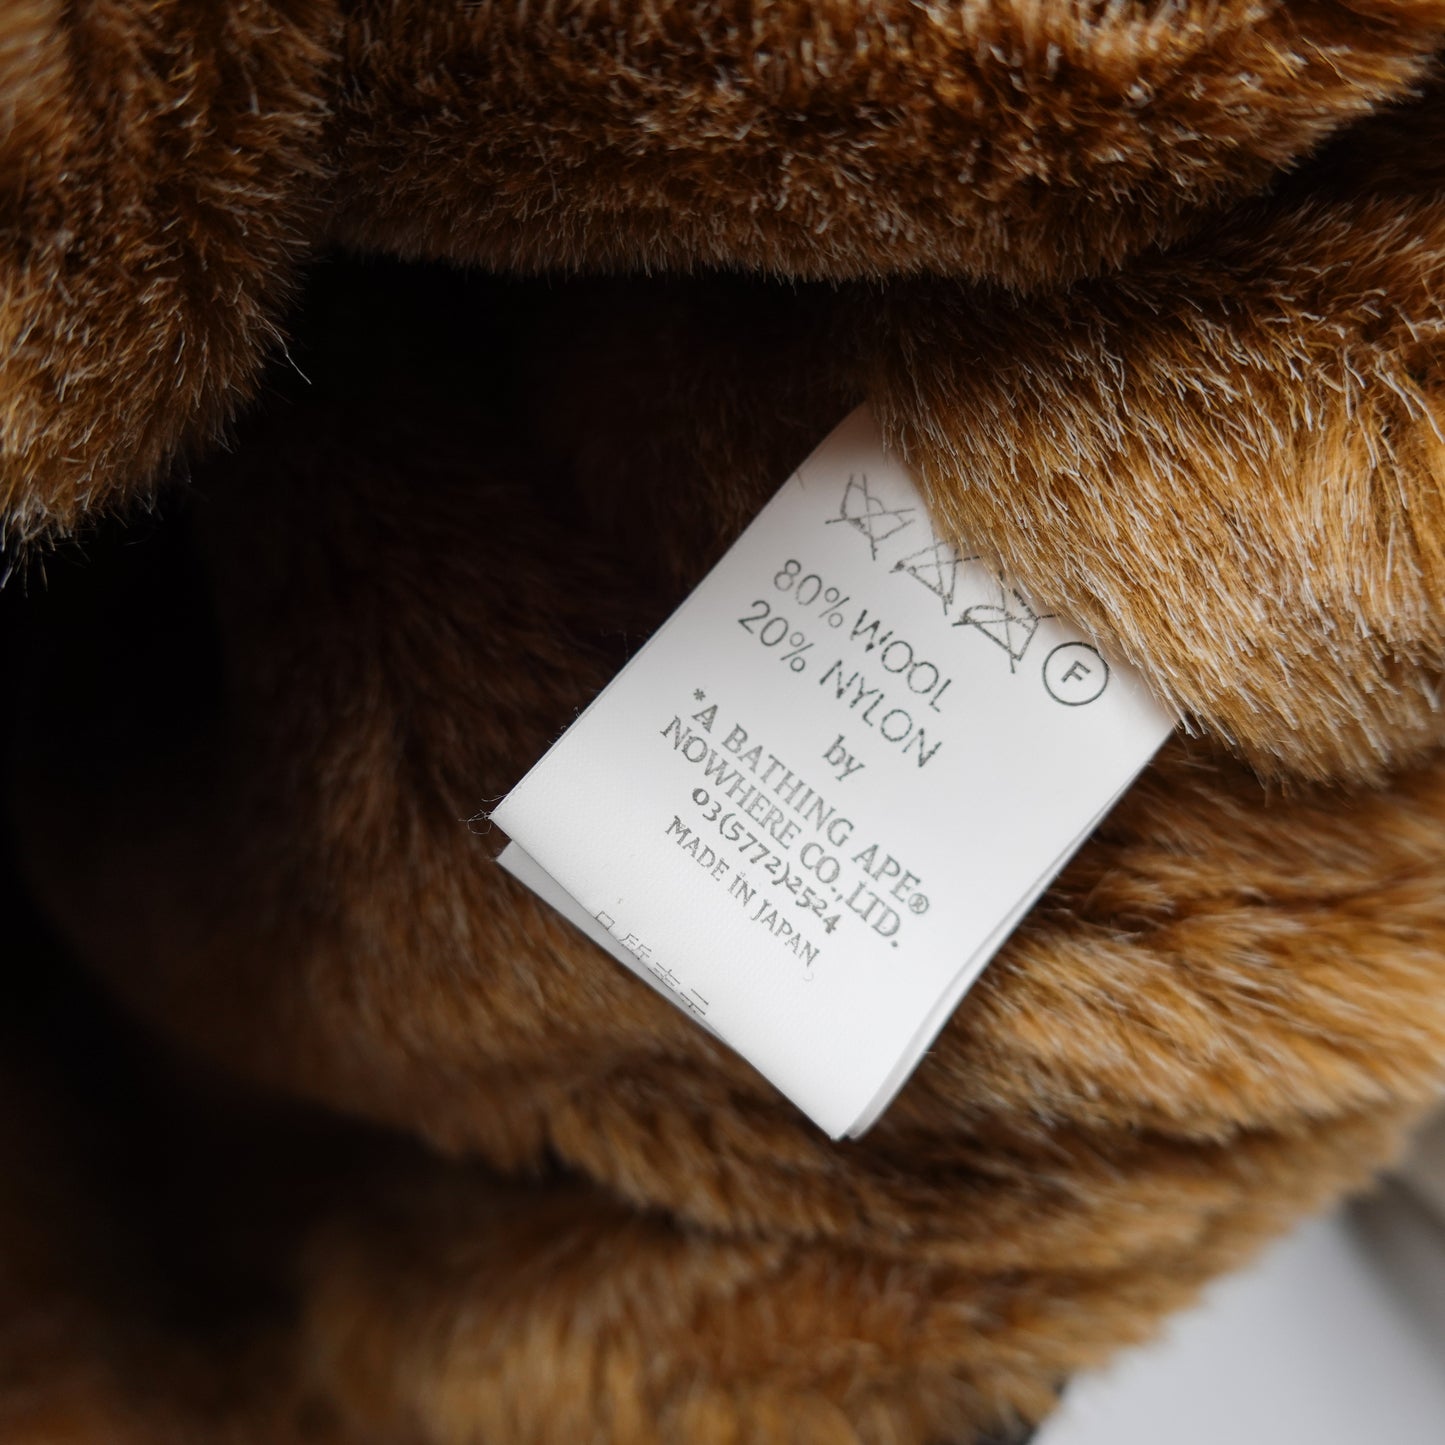 F
80% WOOL
20% NYLON
by
*A BATHING APE®
NOWHERE CO.,LTD.
03(5772)2524
MADE IN JAPAN